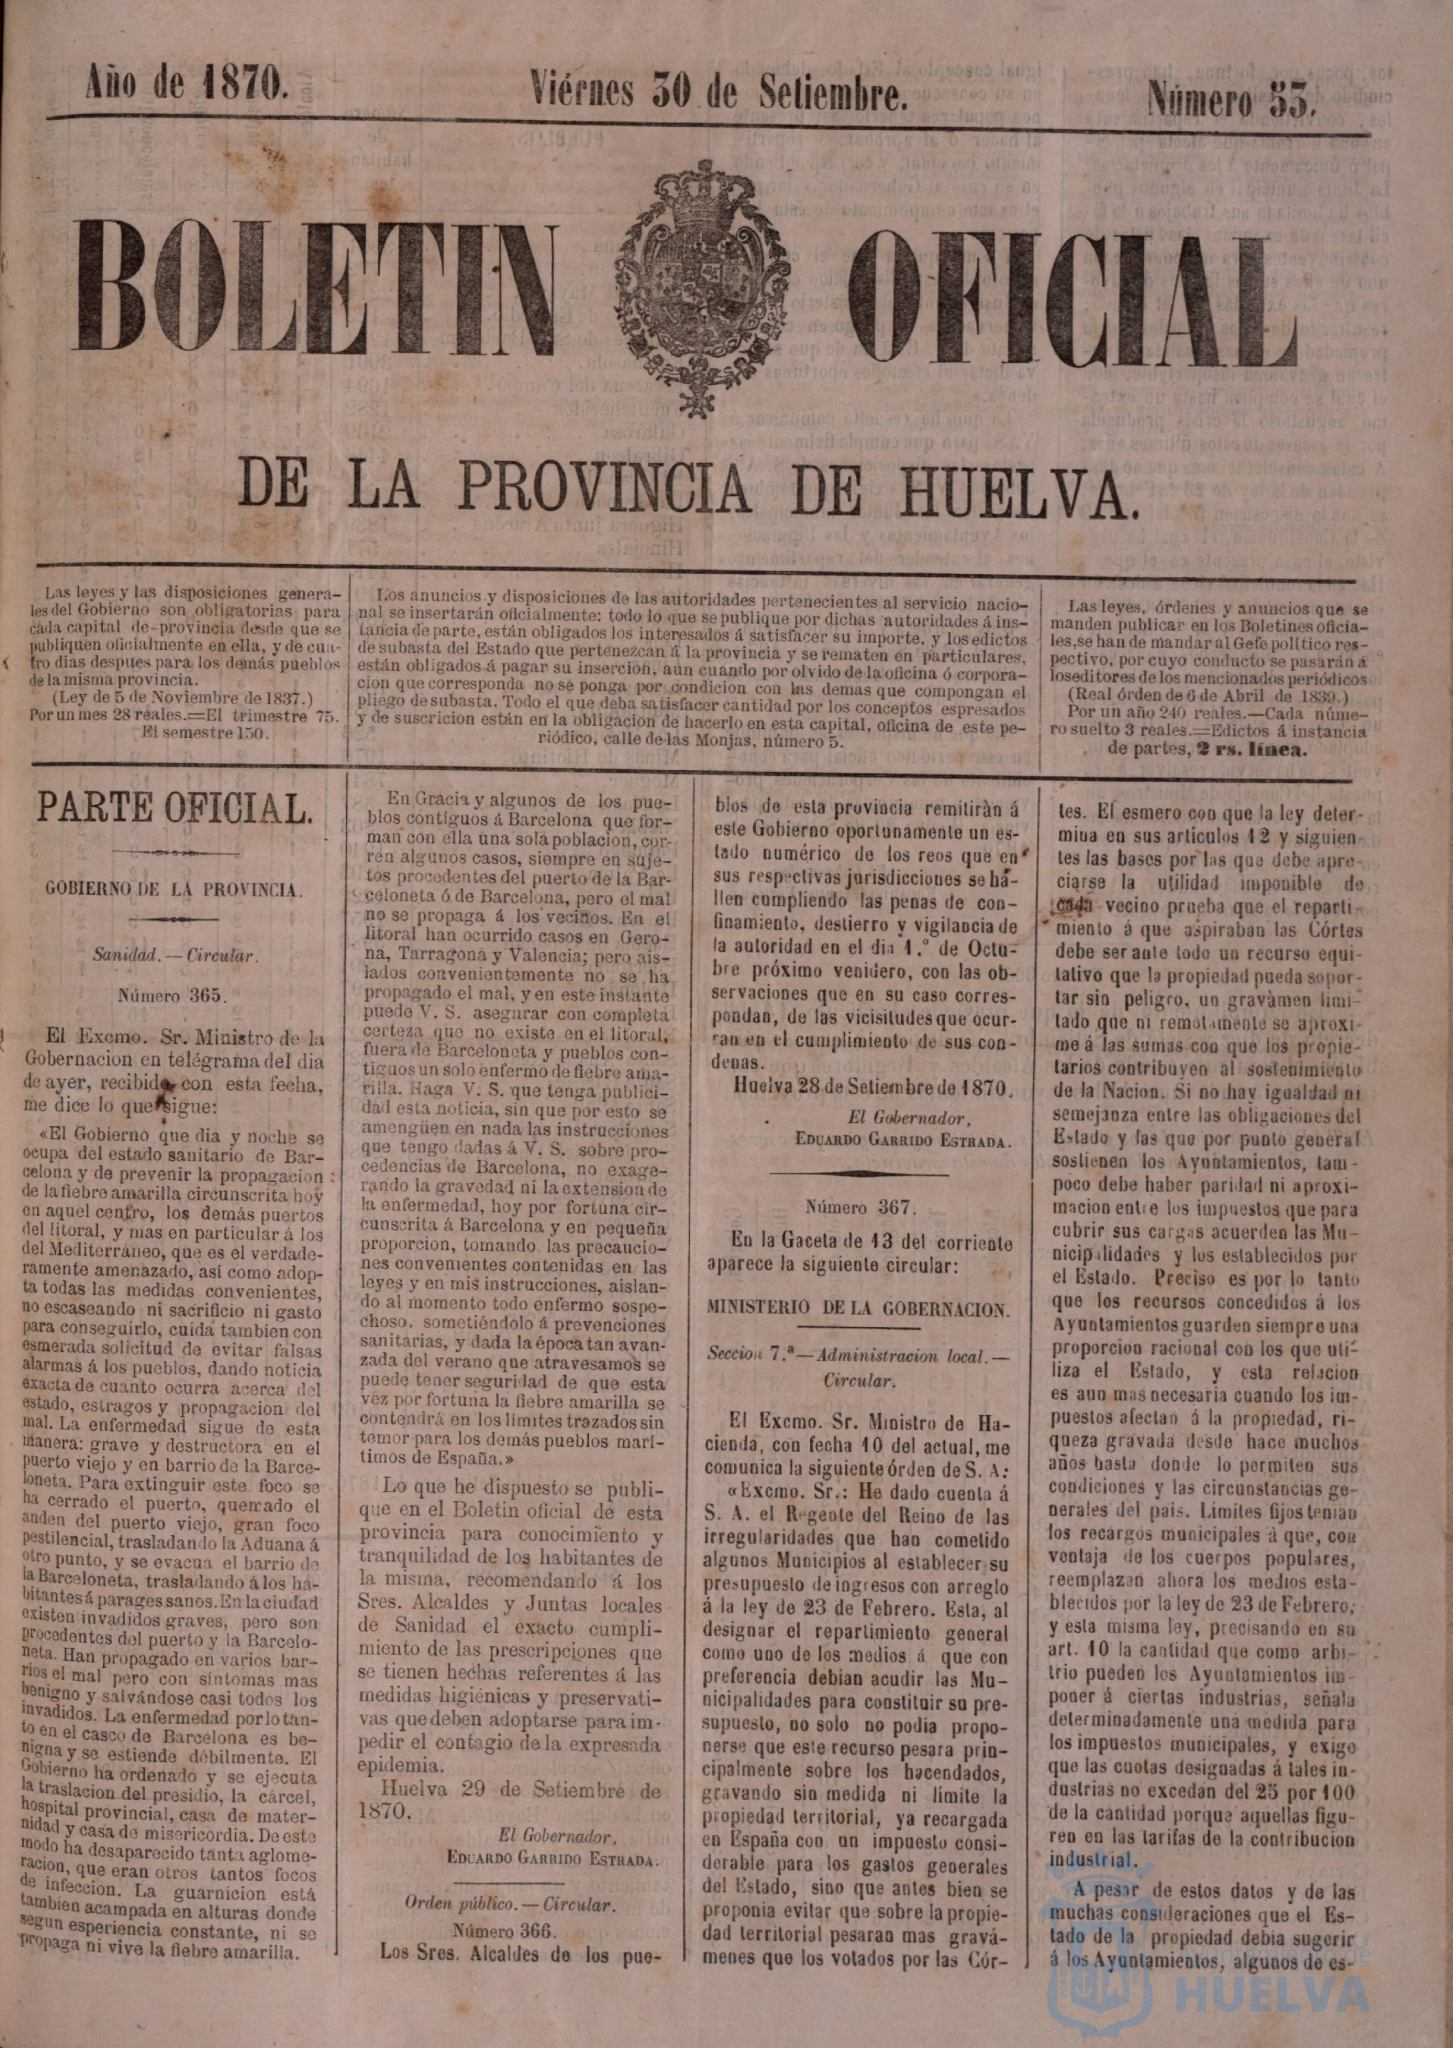 Año de 1870.
Viérnes 30 de Setiembre.
Número 53.
BOLETIN OFICIAL
DE LA PROVINCIA DE HUELVA.
Las leyes y las disposiciones genera-
les del Gobierno son obligatorias para
cada capital de provincia desde que se
publiquen oficialmente en ella, y de cua-
tro dias despues para los demás pueblos
de la misma provincia.
(Ley de 5 de Noviembre de 1837.)
Por un mes 28 reales.=El trimestre 75.
El semestre 150.
Los anuncios y disposiciones de las autoridades pertenecientes al servicio nacio-
nal se insertarán oficialmente: todo lo que se publique por dichas autoridades á ins-
tancia de parte, están obligados los interesados á satisfacer su importe, y los edictos
de subasta del Estado que pertenezcan á la provincia y se rematen en particulares,
están obligados á pagar su insercion, aun cuando por olvido de la oficina ó corpora-
cion que corresponda no se ponga por condicion con las demas que compongan el
pliego de subasta. Todo el que deba satisfacer cantidad por los conceptos espresados
y de suscricion están en la obligacion de hacerlo en esta capital, oficina de este pe-
riódico, calle de las Monjas, número 5.
Las leyes, órdenes y anuncios que se
manden publicar en los Boletines oficia-
les, se han de mandar al Gefe político res-
pectivo, por cuyo conducto se pasarán á
los editores de los mencionados periódicos
(Real órden de 6 de Abril de 1839.)
Por un año 240 reales.—Cada núme-
ro suelto 3 reales.=Edictos á instancia
de partes, 2 rs. línea.
PARTE OFICIAL.
GOBIERNO DE LA PROVINCIA.
Sanidad.—Circular.
Número 365.
El Excmo. Sr. Ministro de la
Gobernacion en telégrama del dia
de ayer, recibido con esta fecha,
me dice lo que sigue:
«El Gobierno que dia y noche se
ocupa del estado sanitario de Bar-
celona y de prevenir la propagacion
de la fiebre amarilla circunscrita hoy
en aquel centro, los demás puertos
del litoral, y mas en particular á los
del Mediterráneo, que es el verdade-
ramente amenazado, así como adop-
ta todas las medidas convenientes,
no escaseando ni sacrificio ni gasto
para conseguirlo, cuida tambien con
esmerada solicitud de evitar falsas
alarmas á los pueblos, dando noticia
exacta de cuanto ocurra acerca del
estado, estragos y propagacion del
mal. La enfermedad sigue de esta
manera: grave y destructora en el
puerto viejo y en barrio de la Barce-
loneta. Para extinguir este foco se
ha cerrado el puerto, quemado el
anden del puerto viejo, gran foco
pestilencial, trasladando la Aduana á
otro punto, y se evacua el barrio de
la Barceloneta, trasladando á los ha-
bitantes á parages sanos. En la ciudad
existen invadidos graves, pero son
procedentes del puerto y la Barcelo-
neta. Han propagado en varios bar-
rios el mal pero con síntomas mas
benigno y salvándose casi todos los
invadidos. La enfermedad por lo tan-
to en el casco de Barcelona es be-
nigna y se estiende débilmente. El
Gobierno ha ordenado y se ejecuta
la traslacion del presidio, la cárcel,
hospital provincial, casa de mater-
nidad y casa de misericordia. De este
modo ha desaparecido tanta aglome-
racion, que eran otros tantos focos
de infeccion. La guarnicion está
tambien acampada en alturas donde
segun esperiencia constante, ni se
propaga ni vive la fiebre amarilla.
En Gracia y algunos de los pue-
blos contíguos á Barcelona que for-
man con ella una sola poblacion, cor-
ren algunos casos, siempre en suje-
tos procedentes del puerto de la Bar-
celoneta ó de Barcelona, pero el mal
no se propaga á los vecinos. En el
litoral han ocurrido casos en Gero-
na, Tarragona y Valencia; pero ais-
lados convenientemente no se ha
propagado el mal, y en este instante
puede V. S. asegurar con completa
certeza que no existe en el litoral,
fuera de Barceloneta y pueblos con-
tiguos un solo enfermo de fiebre ama-
rilla. Haga V. S. que tenga publici-
dad esta noticia, sin que por esto se
amengüen en nada las instrucciones
que tengo dadas á V. S. sobre pro-
cedencias de Barcelona, no exage-
rando la gravedad ni la extension de
la enfermedad, hoy por fortuna cir-
cunscrita á Barcelona y en pequeña
proporcion, tomando las precaucio-
nes convenientes contenidas en las
leyes y en mis instrucciones, aislan-
do al momento todo enfermo sospe-
choso, sometiéndolo á prevenciones
sanitarias, y dada la época tan avan-
zada del verano que atravesamos se
puede tener seguridad de que esta
vez por fortuna la fiebre amarilla se
contendrá en los límites trazados sin
temor para los demás pueblos marí-
timos de España.»
Lo que he dispuesto se publi-
que en el Boletin oficial de esta
provincia para conocimiento y
tranquilidad de los habitantes de
la misma, recomendando á los
Sres. Alcaldes y Juntas locales
de Sanidad el exacto cumpli-
miento de las prescripciones que
se tienen hechas referentes á las
medidas higiénicas y preservati-
vas que deben adoptarse para im-
pedir el contagio de la expresada
epidemia.
Huelva 29 de Setiembre de
1870.
El Gobernador,
EDUARDO GARRIDO ESTRADA.
Orden público.—Circular.
Número 366.
Los Sres. Alcaldes de los pue-
blos de esta provincia remitiràn á
este Gobierno oportunamente un es-
tado numérico de los reos que en
sus respectivas jurisdicciones se há-
llen cumpliendo las penas de con-
finamiento, destierro y vigilancia de
la autoridad en el dia 1.° de Octu-
bre próximo venidero, con las ob-
servaciones que en su caso corres-
pondan, de las vicisitudes que ocur-
ran en el cumplimiento de sus con-
denas.
Huelva 28 de Setiembre de 1870.
El Gobernador,
EDUARDO GARRIDO ESTRADA.
Número 367.
En la Gaceta de 13 del corriente
aparece la siguiente circular:
MINISTERIO DE LA GOBERNACION.
Seccion 7.ª—Administracion local.—
Circular.
El Excmo. Sr. Ministro de Ha-
cienda, con fecha 10 del actual, me
comunica la siguiente órden de S. A:
«Excmo. Sr.: He dado cuenta á
S. A. el Regente del Reino de las
irregularidades que han cometido
algunos Municipios al establecer su
presupuesto de ingresos con arreglo
á la ley de 23 de Febrero. Esta, al
designar el repartimiento general
como uno de los medios á que con
preferencia debian acudir las Mu-
nicipalidades para constituir su pre-
supuesto, no solo no podia propo-
nerse que este recurso pesara prin-
cipalmente sobre los hacendados,
gravando sin medida ni límite la
propiedad territorial, ya recargada
en España con un impuesto consi-
derable para los gastos generales
del Estado, sino que antes bien se
proponia evitar que sobre la propie-
dad territorial pesaran mas gravá-
menes que los votados por las Cór-
tes. El esmero con que la ley deter-
mina en sus artículos 12 y siguien-
tes las bases por las que debe apre-
ciarse la utilidad imponible de
cada vecino prueba que el reparti-
miento á que aspiraban las Córtes
debe ser ante todo un recurso equi-
tativo que la propiedad pueda sopor-
tar sin peligro, un gravàmen limi-
tado que ni remotamente se aproxi-
me á las sumas con que los propie-
tarios contribuyen al sostenimiento
de la Nacion. Si no hay igualdad ni
semejanza entre las obligaciones del
Estado y las que por punto general
sostienen los Ayuntamientos, tam-
poco debe haber paridad ni aproxi-
macion entre los impuestos que para
cubrir sus cargas acuerden las Mu-
nicipalidades y los establecidos por
el Estado. Preciso es por lo tanto
que los recursos concedidos á los
Ayuntamientos guarden siempre una
proporcion racional con los que uti-
liza el Estado, y esta relacion
es aun mas necesaria cuando los im-
puestos afectan á la propiedad, ri-
queza gravada desde hace muchos
años hasta donde lo permiten sus
condiciones y las circunstancias ge-
nerales del pais. Límites fijos tenian
los recargos municipales á que, con
ventaja de los cuerpos populares,
reemplazan ahora los medios esta-
blecidos por la ley de 23 de Febrero,
y esta misma ley, precisando en su
art. 10 la cantidad que como arbi-
trio pueden los Ayuntamientos im-
poner á ciertas industrias, señala
determinadamente una medida para
los impuestos municipales, y exige
que las cuotas designadas á tales in-
dustrias no excedan del 25 por 100
de la cantidad porque aquellas figu-
ren en las tarifas de la contribucion
industrial.
A pesar de estos datos y de las
muchas consideraciones que el Es-
tado de la propiedad debia sugerir
á los Ayuntamientos, algunos de es-
HUELVA